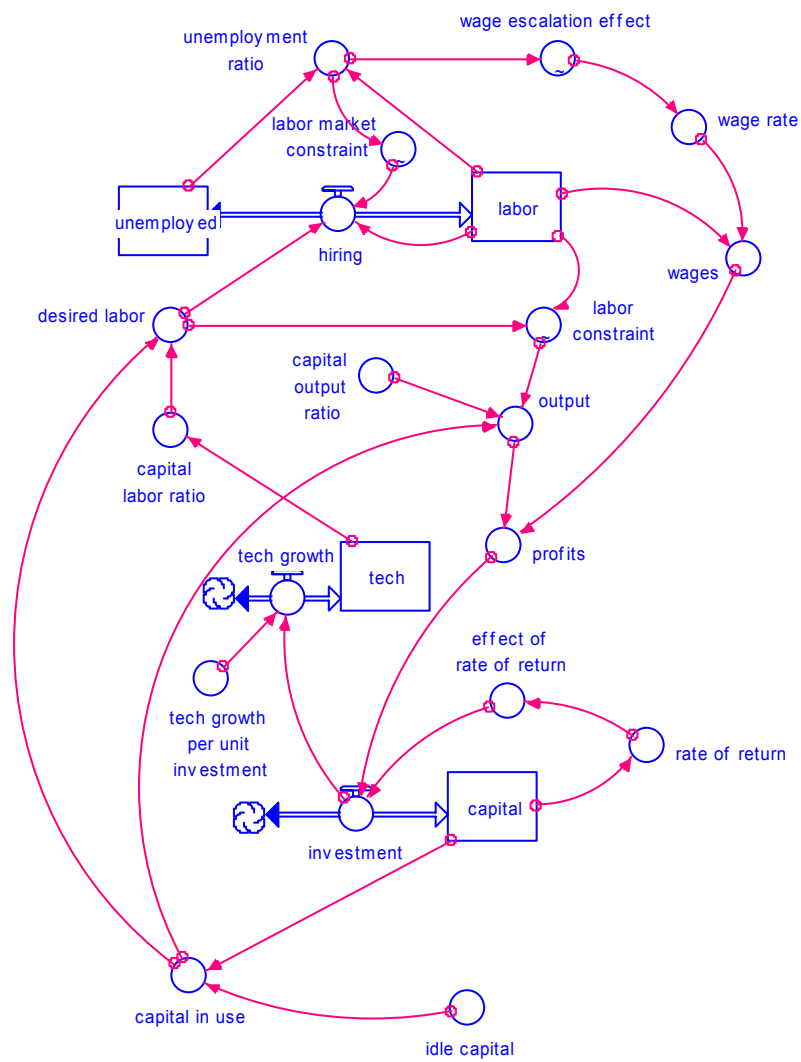 wage escalation effect
unemployment
ratio
wage rate
labor market
constraint
unemployed
labor
hiring
wages
desired labor
labor
constraint
capital
output
ratio
output
capital
labor ratio
tech growth
tech
profits
effect of
rate of return
tech growth
per unit
investment
rate of return
capital
investment
capital in use
idle capital